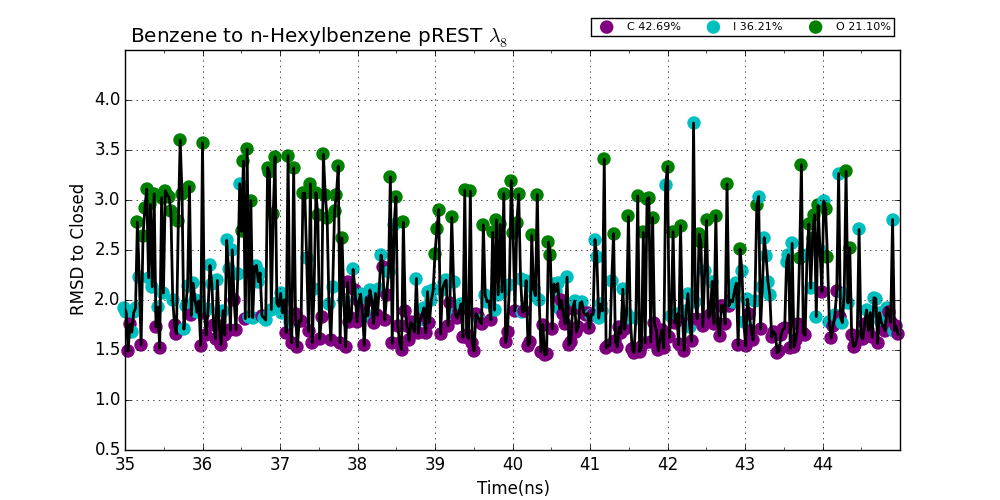 Benzene to n-Hexylbenzene pREST λ8
C 42.69% I 36.21% O 21.10%
RMSD to Closed
4.0
3.5
3.0
2.5
2.0
1.5
1.0
0.5
35 36 37 38 39 40 41 42 43 44
Time(ns)